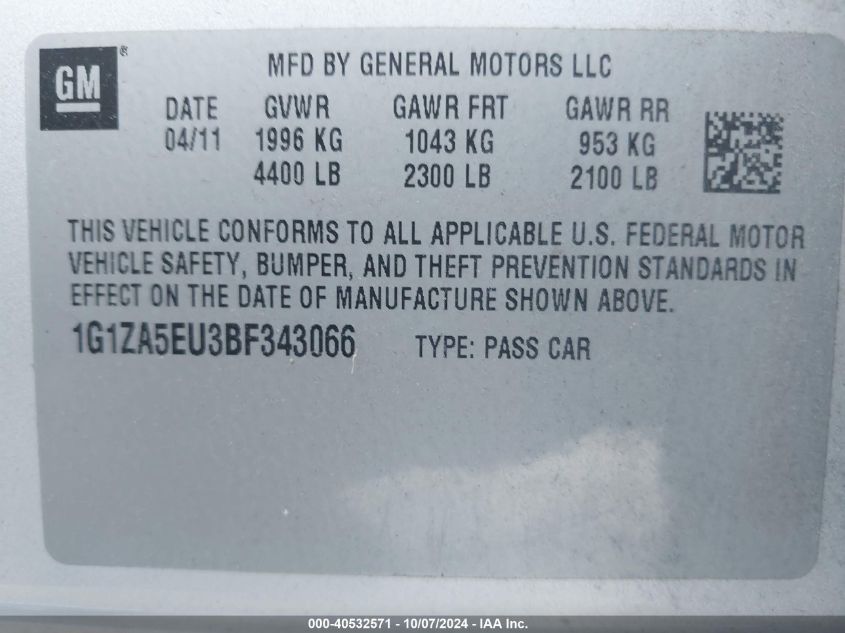 GM ®
MFD BY GENERAL MOTORS LLC
DATE GVWR GAWR FRT GAWR RR
04/11 1996 KG 1043 KG 953 KG
4400 LB 2300 LB 2100 LB
THIS VEHICLE CONFORMS TO ALL APPLICABLE U.S. FEDERAL MOTOR
VEHICLE SAFETY, BUMPER, AND THEFT PREVENTION STANDARDS IN
EFFECT ON THE DATE OF MANUFACTURE SHOWN ABOVE.
1G1ZA5EU3BF343066 TYPE: PASS CAR
000-40532571 - 10/07/2024 - IAA Inc.